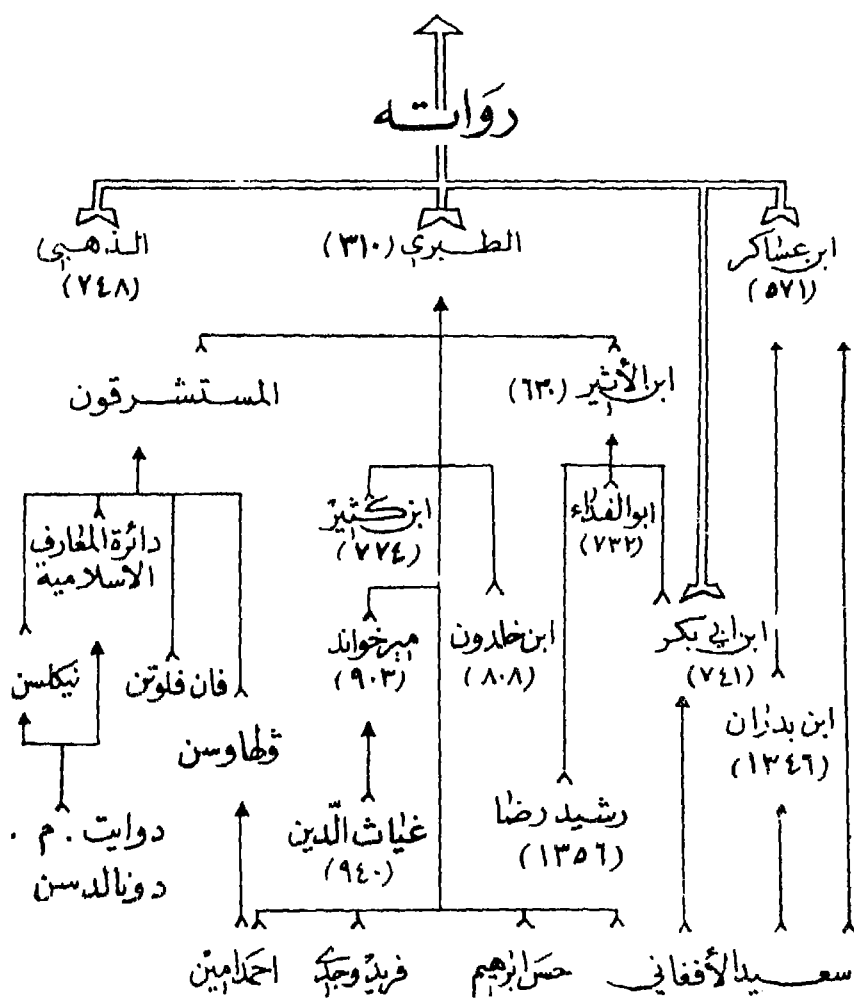 رواته
ابن عساكر
(٥٧١)
الطبري (٣١٠)
الذهبي
(٧٤٨)
ابن الأثير (٦٣٠)
المستشرقون
ابو الفداء
(٧٣٢)
ابن كثير
(٧٧٤)
دائرة المعارف
الاسلامية
ابن ابي بكر
(٧٤١)
ابن خلدون
(٨٠٨)
ميرخواند
(٩٠٣)
فان فلوتن
نيكلسن
ابن بدران
(١٣٤٦)
ولهاوسن
رشيد رضا
(١٣٥٦)
غياث الدين
(٩٤٠)
دوايت . م .
دونالدسن
سعيد الأفغاني
حسن ابراهيم
فريد وجدي
احمد امين